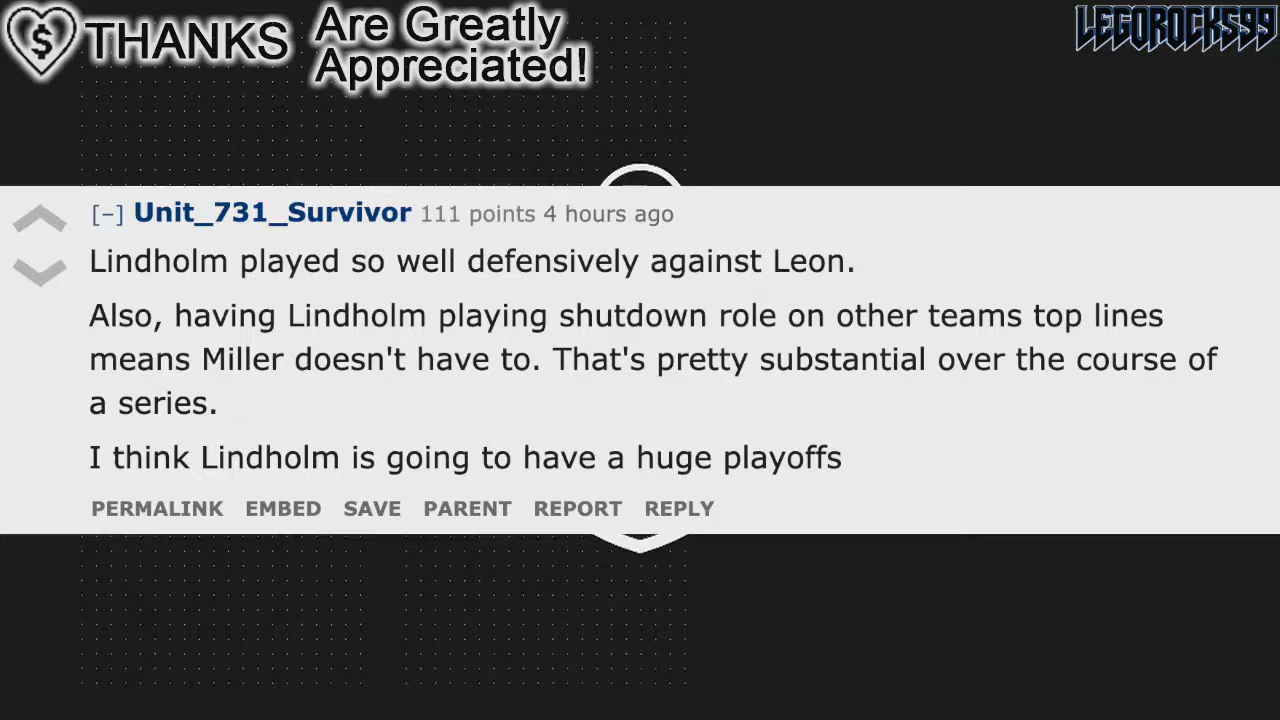 THANKS Are Greatly
Appreciated!
LEGOROCKS99
[–] Unit_731_Survivor 111 points 4 hours ago
Lindholm played so well defensively against Leon.
Also, having Lindholm playing shutdown role on other teams top lines
means Miller doesn't have to. That's pretty substantial over the course of
a series.
I think Lindholm is going to have a huge playoffs
PERMALINK EMBED SAVE PARENT REPORT REPLY